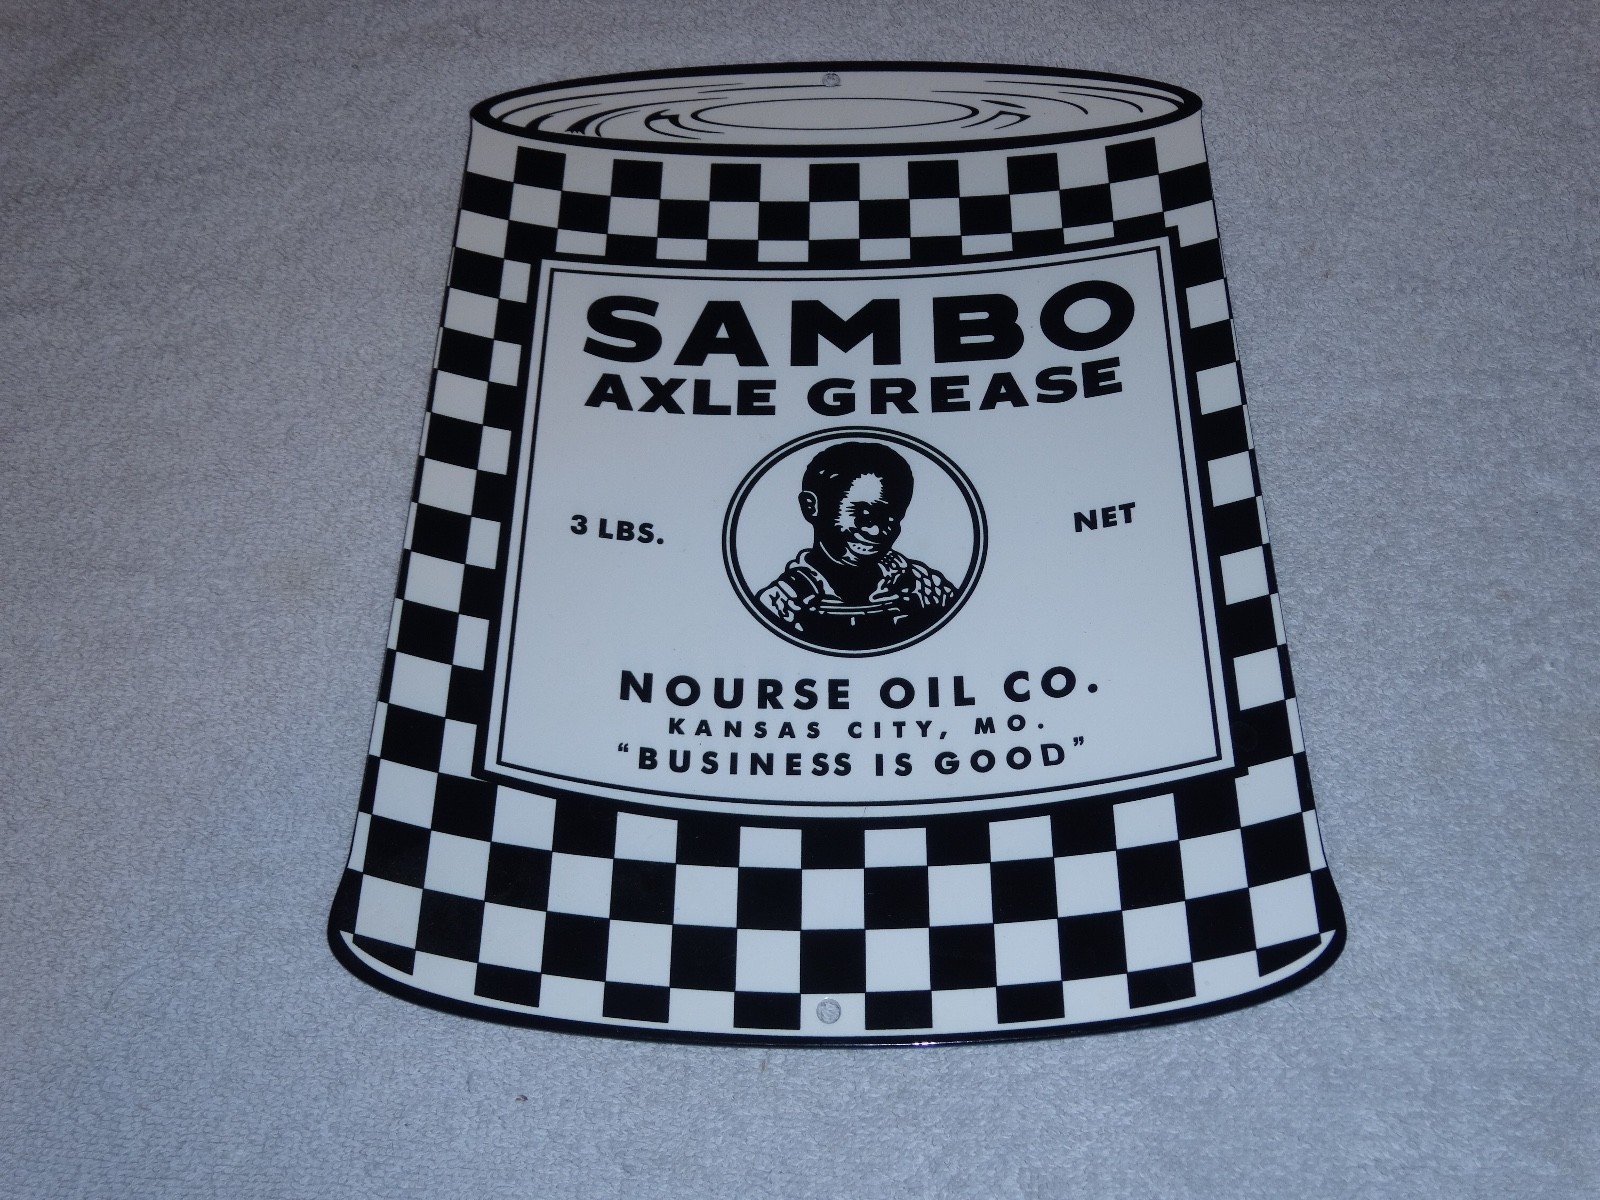 SAMBO
AXLE GREASE
3 LBS. NET
NOURSE OIL CO.
KANSAS CITY, MO.
"BUSINESS IS GOOD"